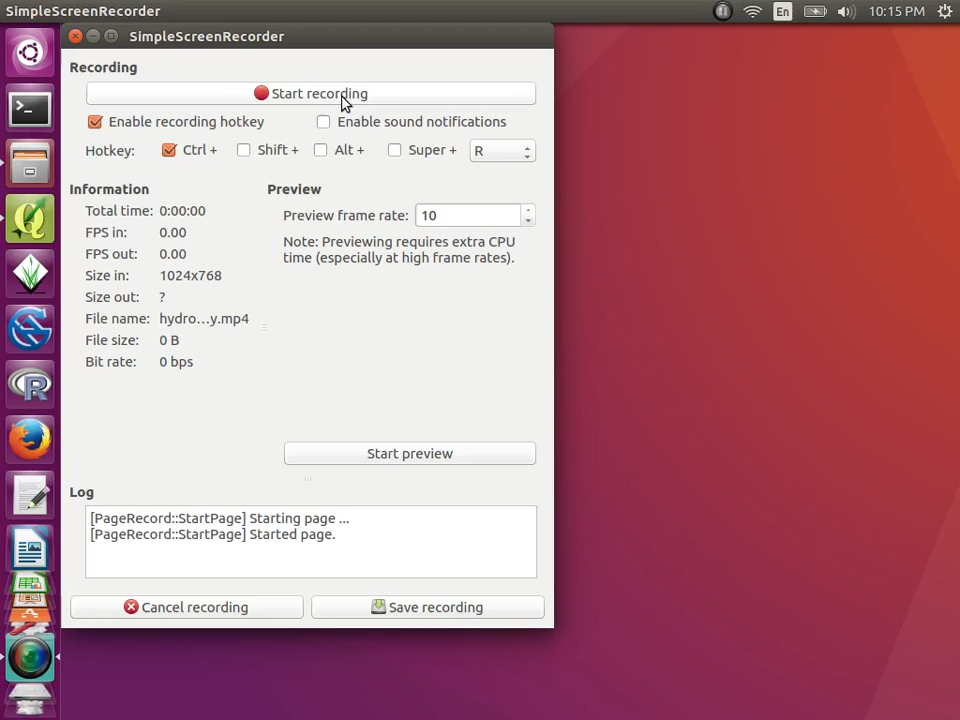 SimpleScreenRecorder
En
10:15 PM
SimpleScreenRecorder
Recording
Start recording
Enable recording hotkey
Enable sound notifications
Hotkey:
Ctrl +
Shift +
Alt +
Super +
R
Information
Total time: 0:00:00
FPS in: 0.00
FPS out: 0.00
Size in: 1024x768
Size out: ?
File name: hydro...y.mp4
File size: 0 B
Bit rate: 0 bps
Preview
Preview frame rate: 10
Note: Previewing requires extra CPU
time (especially at high frame rates).
Start preview
Log
[PageRecord::StartPage] Starting page ...
[PageRecord::StartPage] Started page.
Cancel recording
Save recording